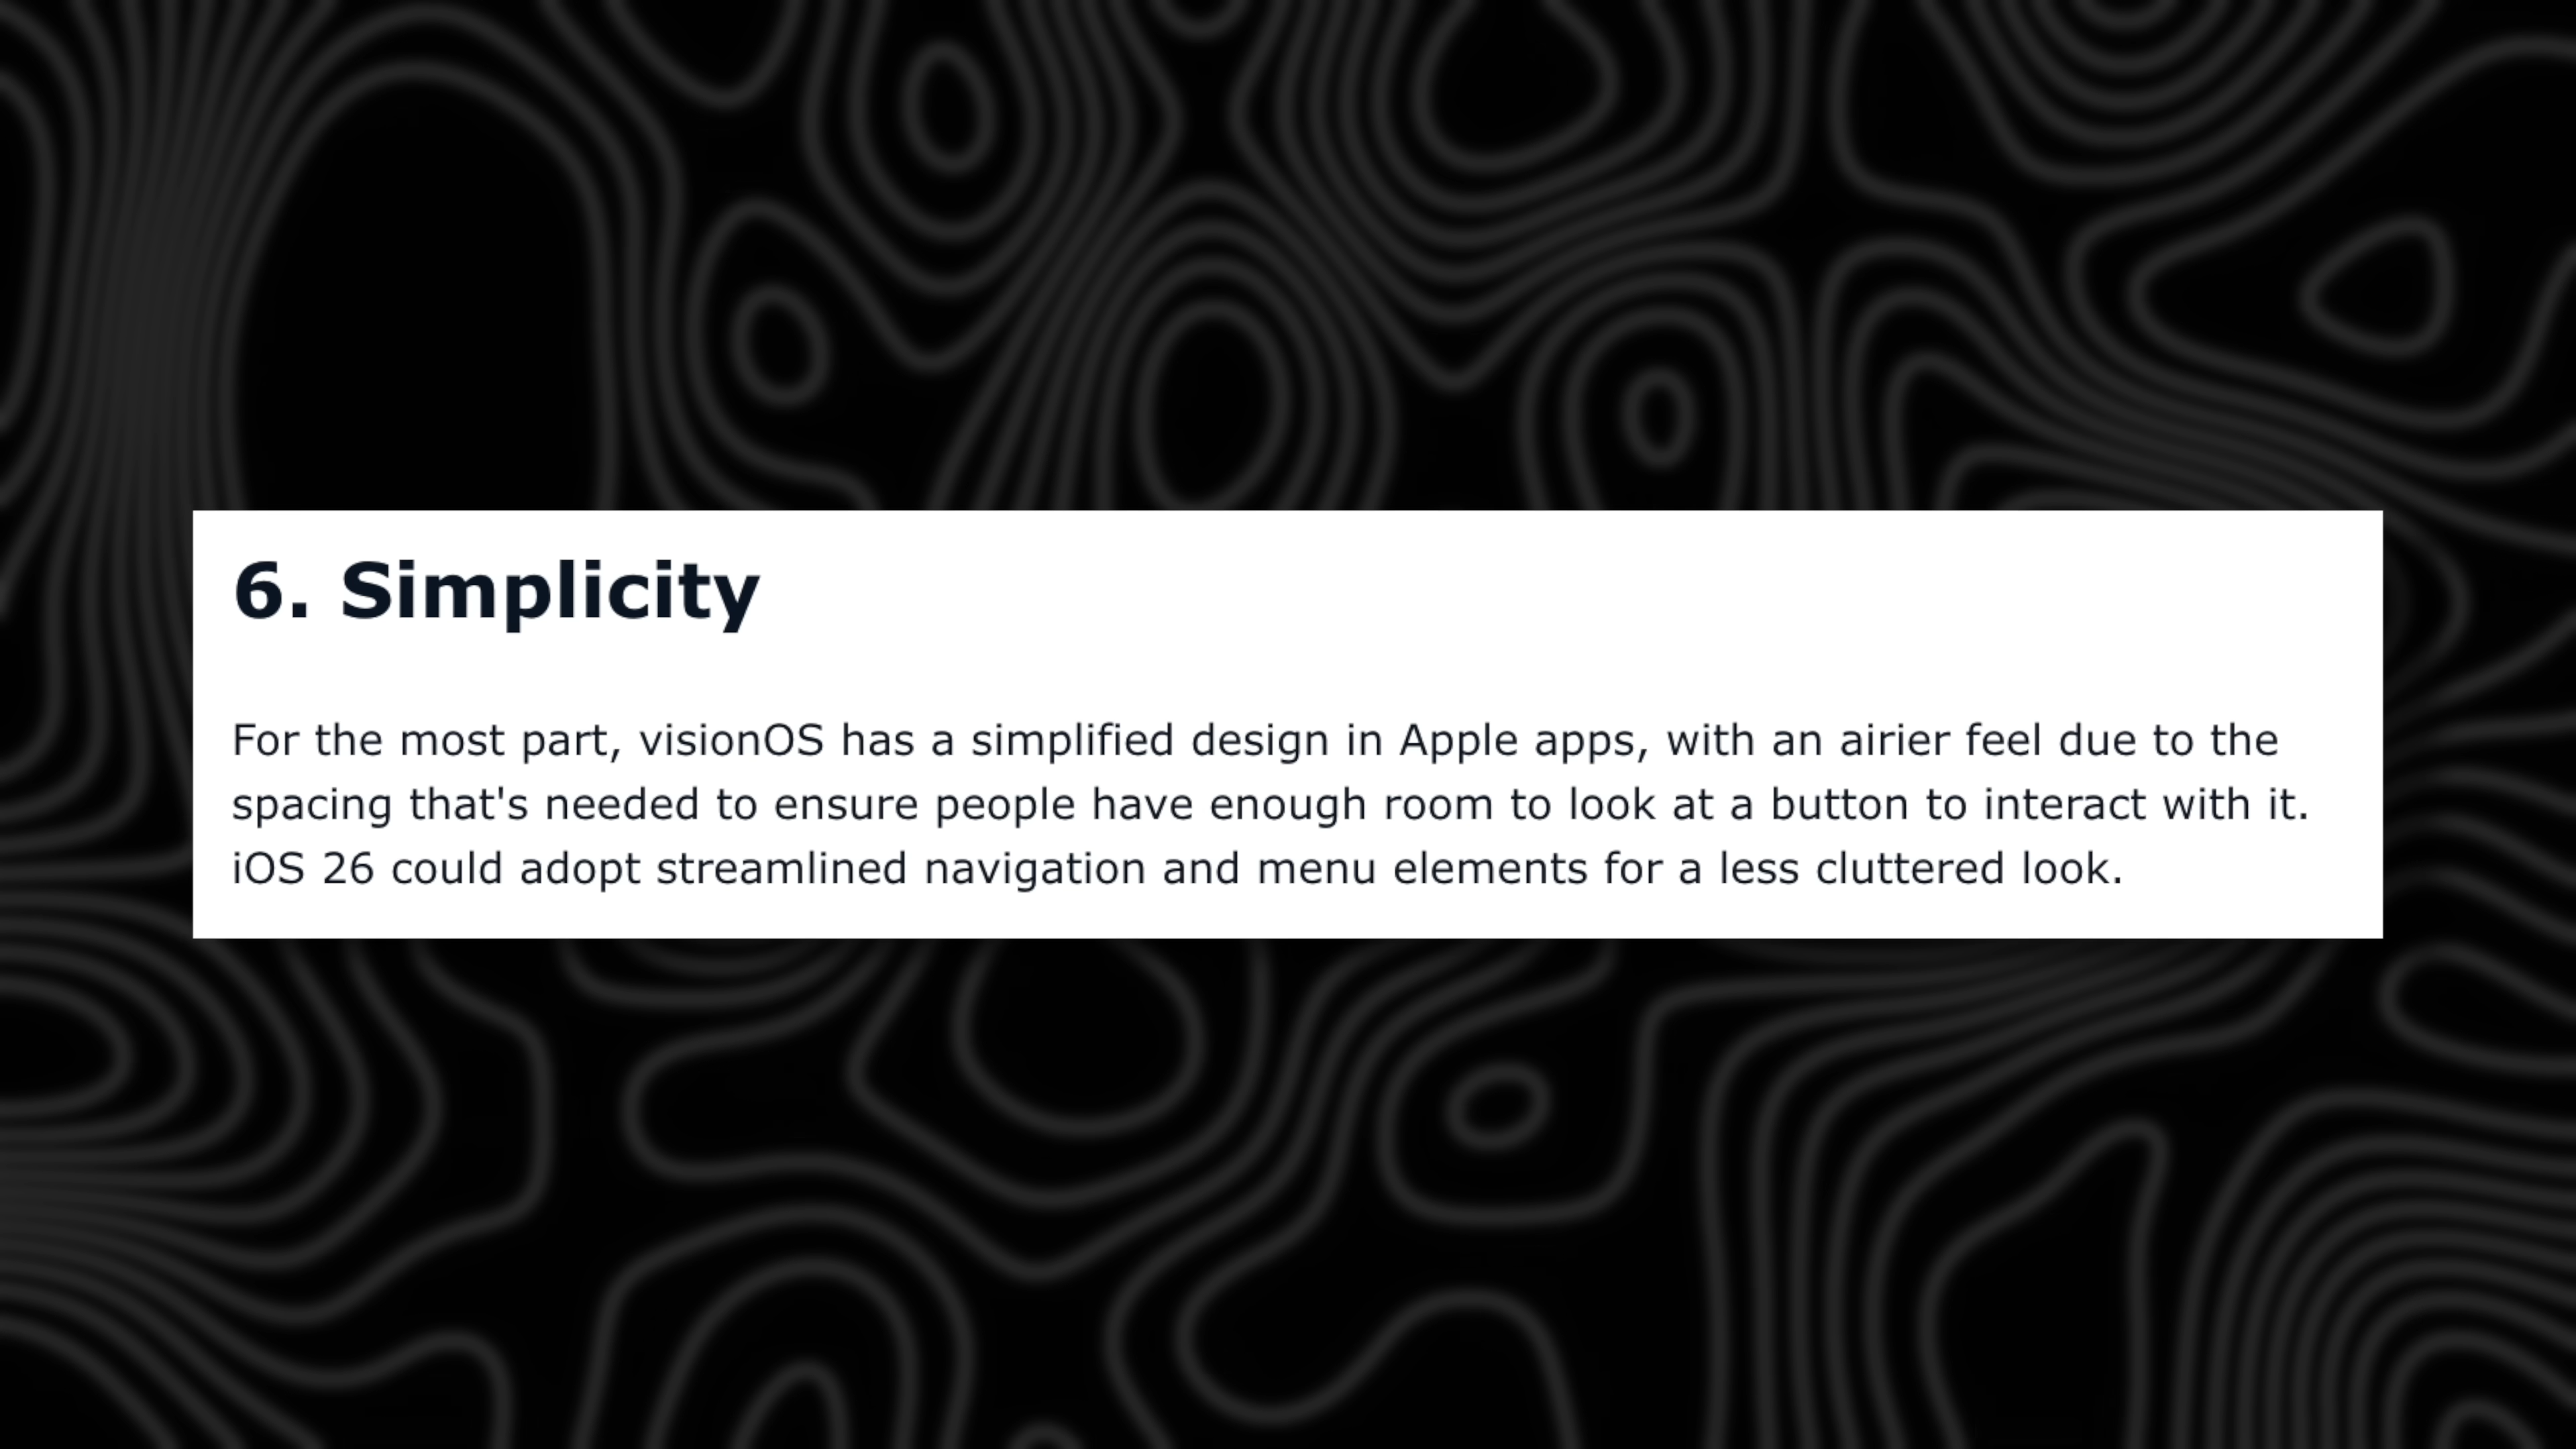 6. Simplicity
For the most part, visionOS has a simplified design in Apple apps, with an airier feel due to the
spacing that's needed to ensure people have enough room to look at a button to interact with it.
iOS 26 could adopt streamlined navigation and menu elements for a less cluttered look.